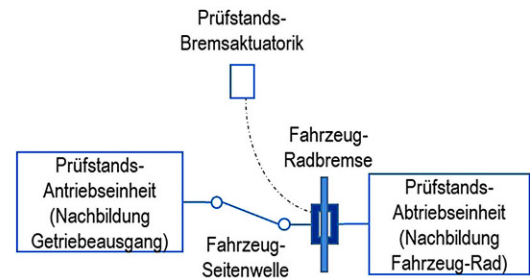 Prüfstands-
Bremsaktuatorik
Fahrzeug-
Radbremse
Prüfstands-
Antriebseinheit
(Nachbildung
Getriebeausgang)
Fahrzeug-
Seitenwelle
Prüfstands-
Abtriebseinheit
(Nachbildung
Fahrzeug-Rad)